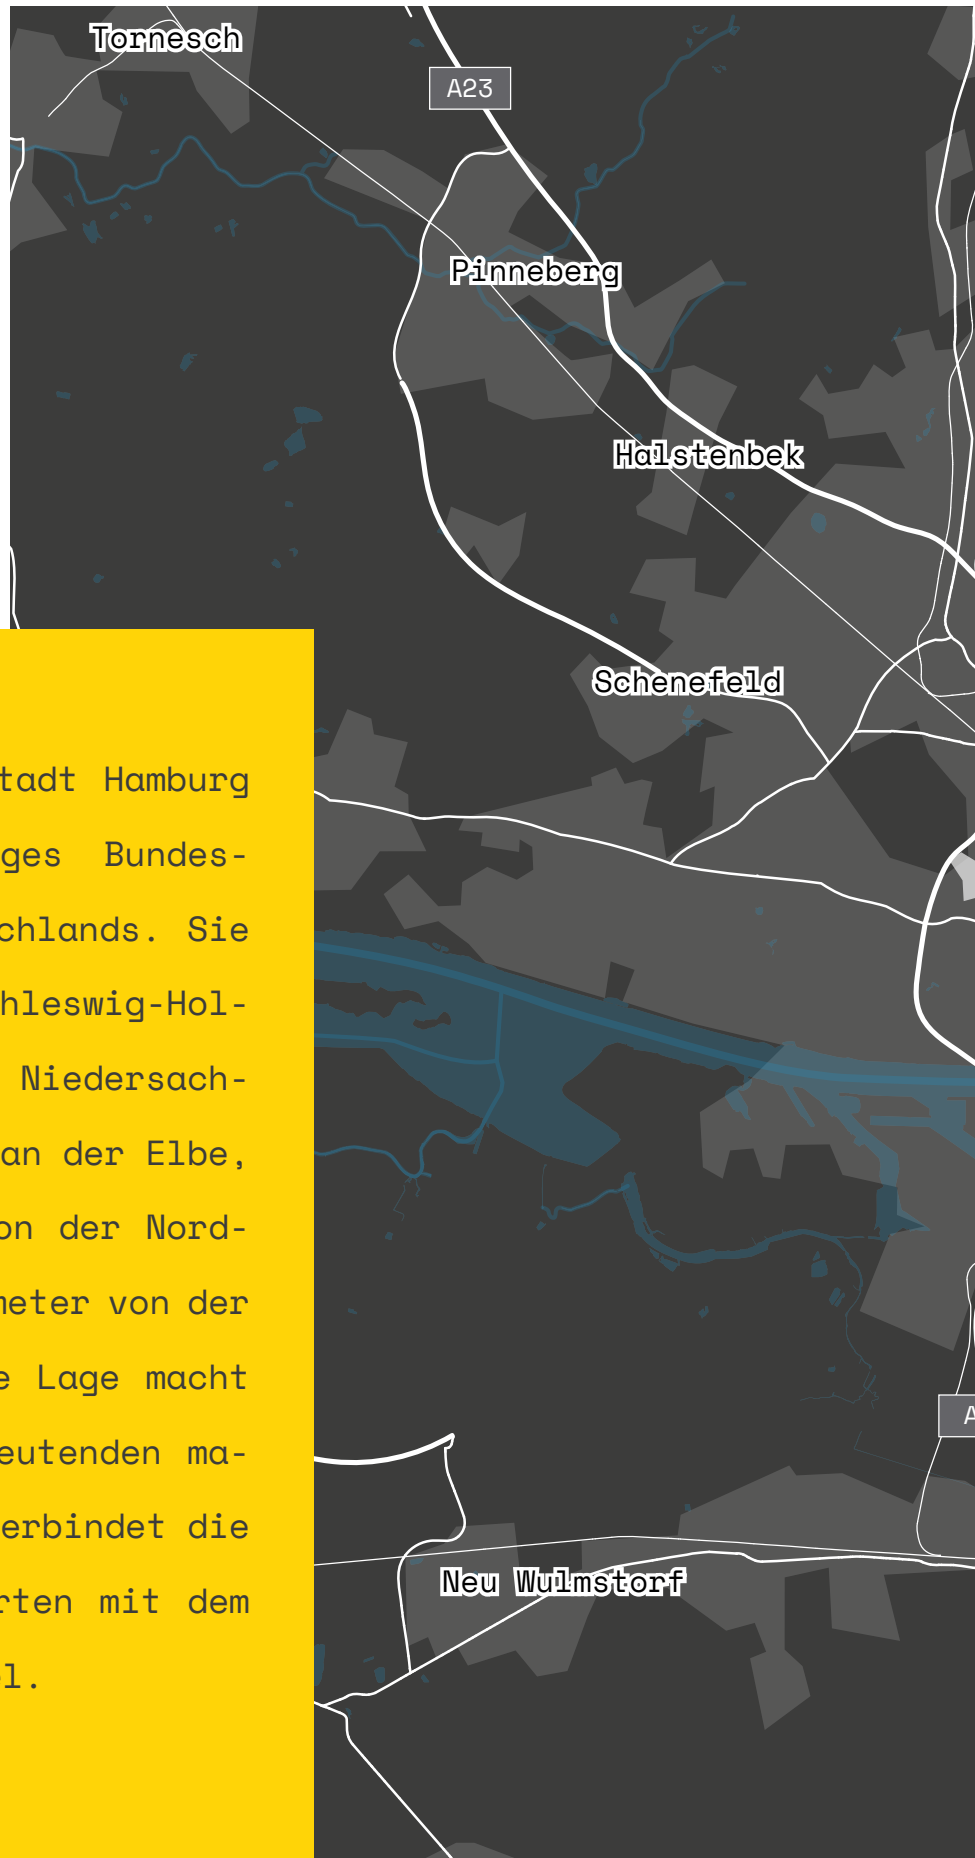 Tornesch
A23
Pinneberg
Halstenbek
Schenefeld
tadt Hamburg
ges Bundes-
chlands. Sie
hleswig-Hol-
Niedersach-
an der Elbe,
on der Nord-
meter von der
e Lage macht
eutenden ma-
erbindet die
rten mit dem
l.
A
Neu Wulmstorf